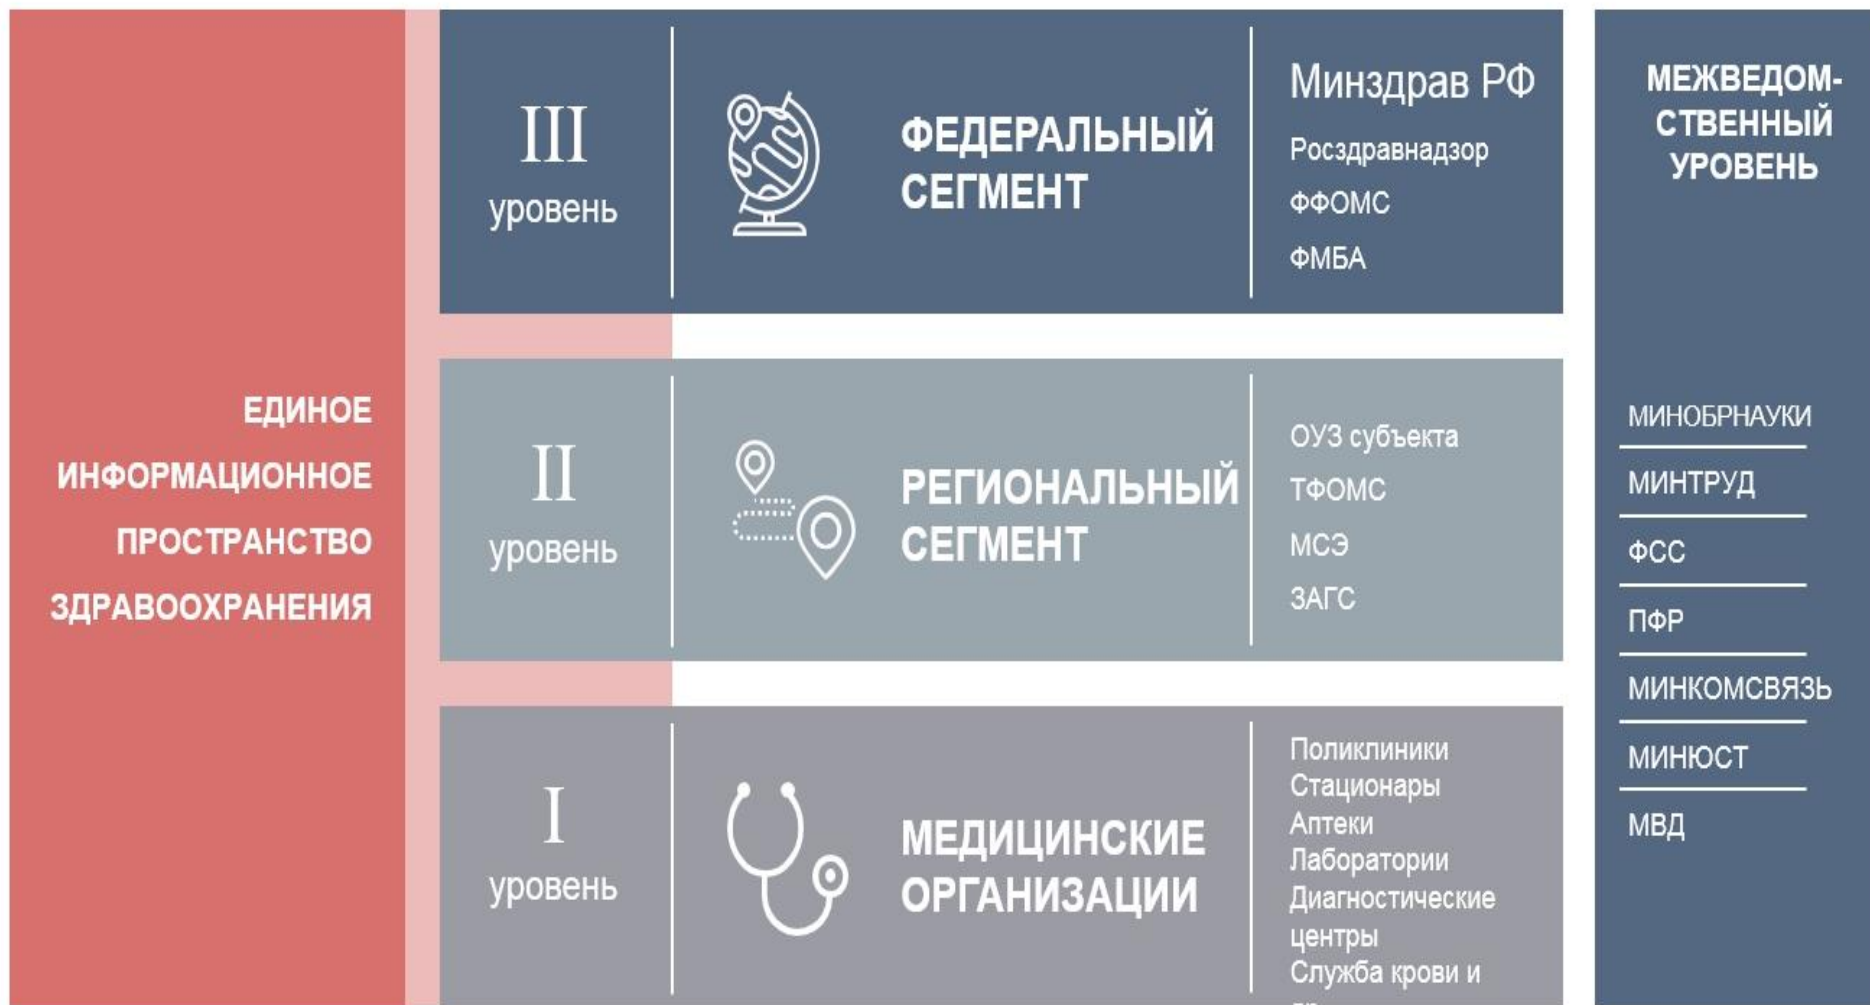 ЕДИНОЕ
ИНФОРМАЦИОННОЕ
ПРОСТРАНСТВО
ЗДРАВООХРАНЕНИЯ
III
уровень
ФЕДЕРАЛЬНЫЙ
СЕГМЕНТ
Минздрав РФ
Росздравнадзор
ФФОМС
ФМБА
II
уровень
РЕГИОНАЛЬНЫЙ
СЕГМЕНТ
ОУЗ субъекта
ТФОМС
МСЭ
ЗАГС
I
уровень
МЕДИЦИНСКИЕ
ОРГАНИЗАЦИИ
Поликлиники
Стационары
Аптеки
Лаборатории
Диагностические
центры
Служба крови и
МЕЖВЕДОМ-
СТВЕННЫЙ
УРОВЕНЬ
МИНОБРНАУКИ
МИНТРУД
ФСС
ПФР
МИНКОМСВЯЗЬ
МИНЮСТ
МВД